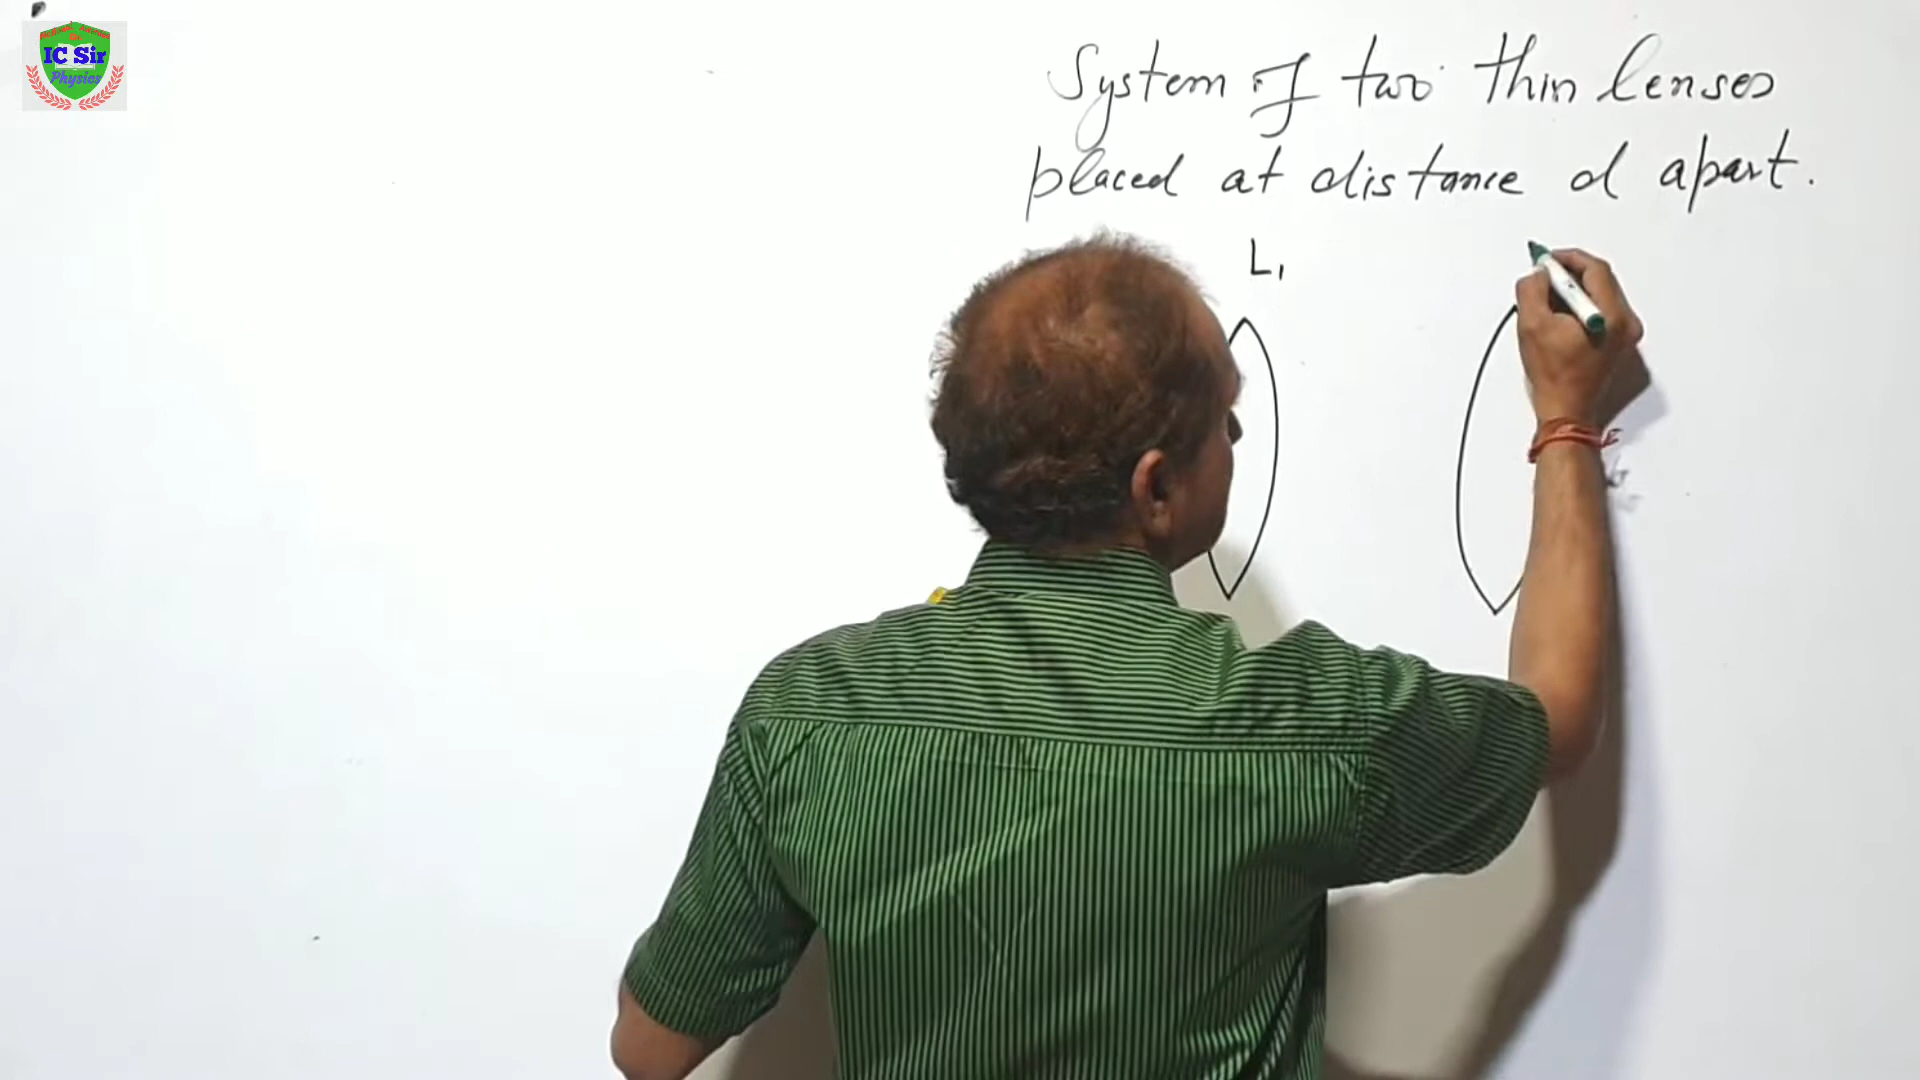 IC Sir
Physics
System of two thin lenses
placed at distance d apart.
L1